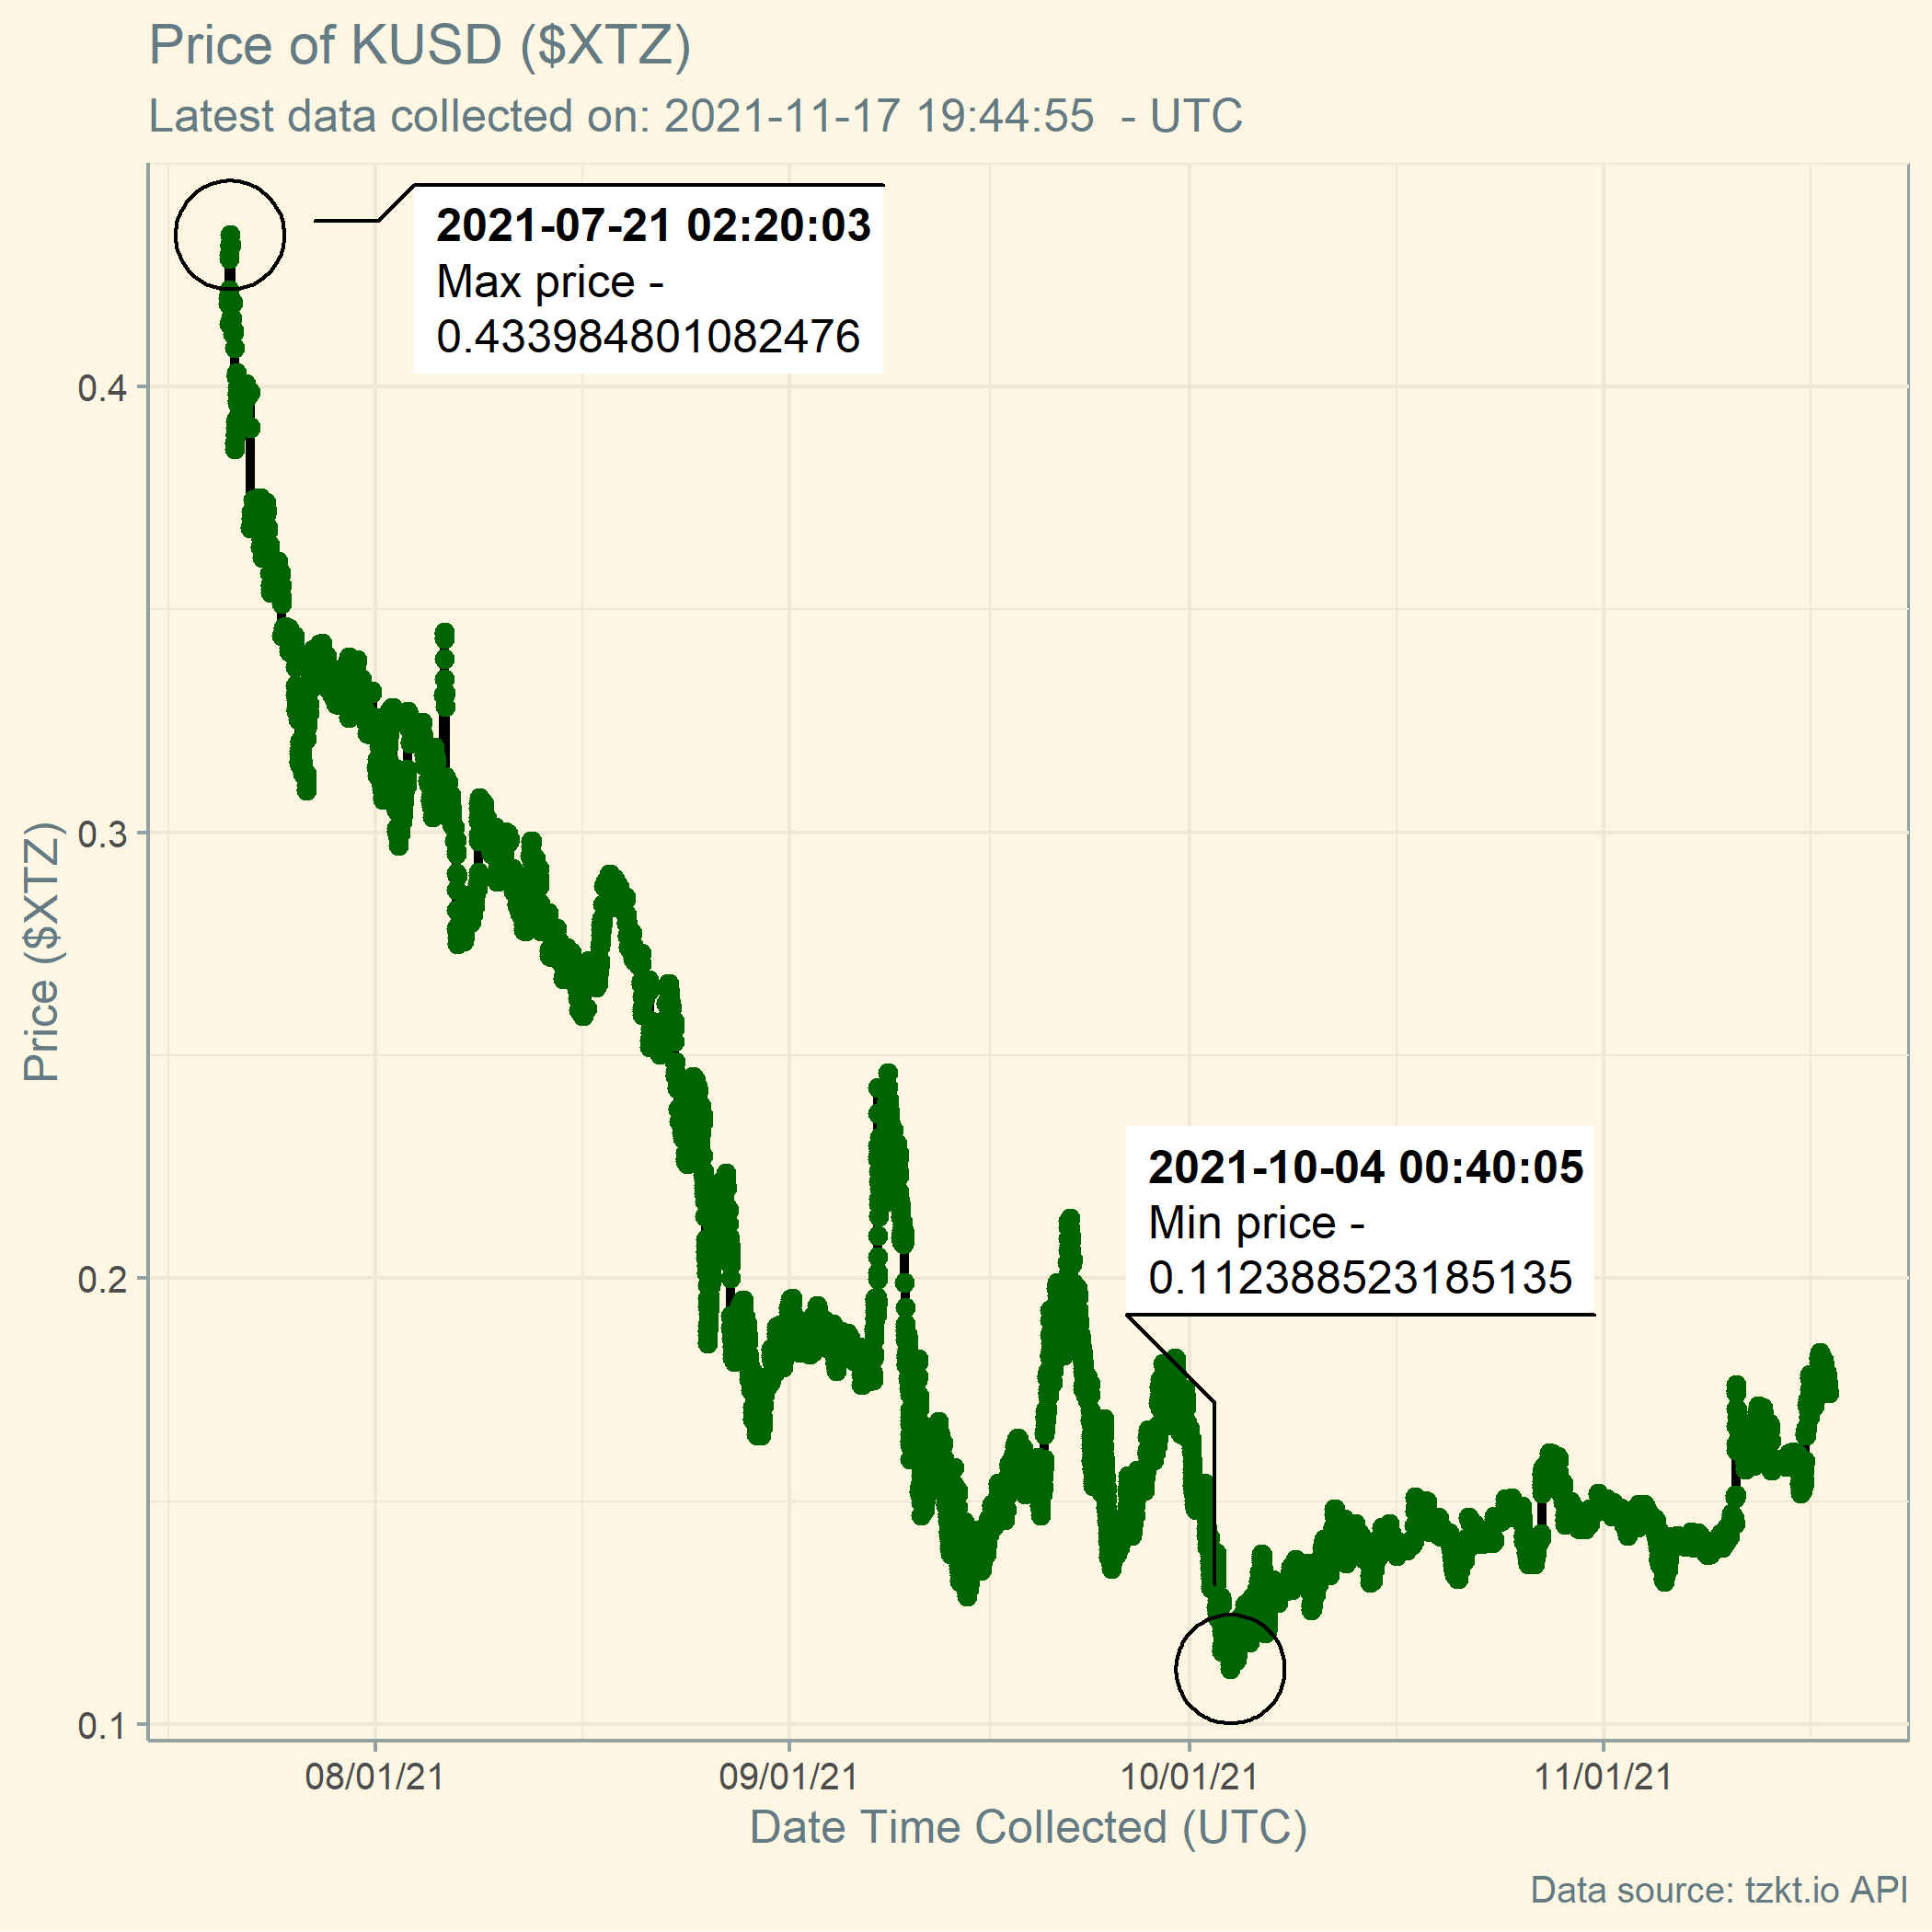 Price of KUSD ($XTZ)
Latest data collected on: 2021-11-17 19:44:55  - UTC
2021-07-21 02:20:03
Max price -
0.433984801082476
0.4
0.3
0.2
0.1
Price ($XTZ)
2021-10-04 00:40:05
Min price -
0.112388523185135
08/01/21
09/01/21
10/01/21
11/01/21
Date Time Collected (UTC)
Data source: tzkt.io API